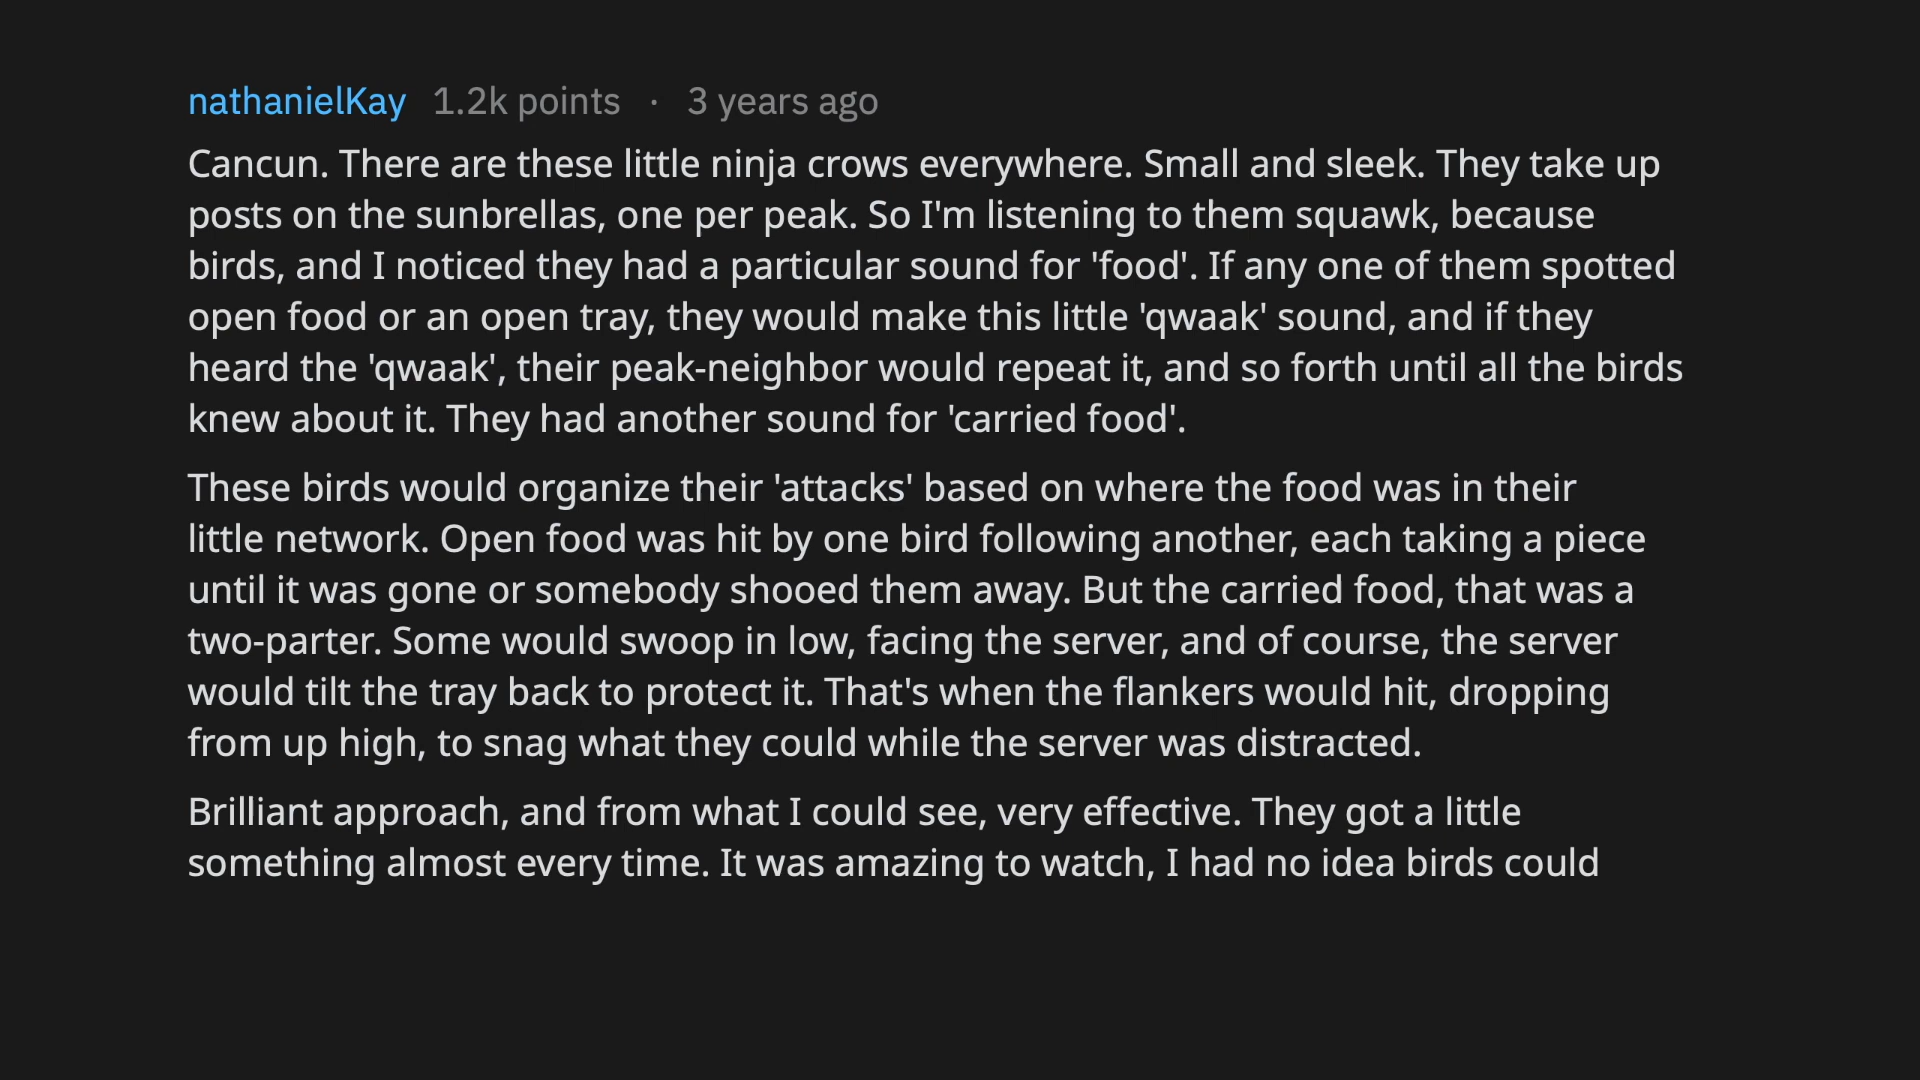 nathanielKay 1.2k points · 3 years ago
Cancun. There are these little ninja crows everywhere. Small and sleek. They take up
posts on the sunbrellas, one per peak. So I'm listening to them squawk, because
birds, and I noticed they had a particular sound for 'food'. If any one of them spotted
open food or an open tray, they would make this little 'qwaak' sound, and if they
heard the 'qwaak', their peak-neighbor would repeat it, and so forth until all the birds
knew about it. They had another sound for 'carried food'.
These birds would organize their 'attacks' based on where the food was in their
little network. Open food was hit by one bird following another, each taking a piece
until it was gone or somebody shooed them away. But the carried food, that was a
two-parter. Some would swoop in low, facing the server, and of course, the server
would tilt the tray back to protect it. That's when the flankers would hit, dropping
from up high, to snag what they could while the server was distracted.
Brilliant approach, and from what I could see, very effective. They got a little
something almost every time. It was amazing to watch, I had no idea birds could